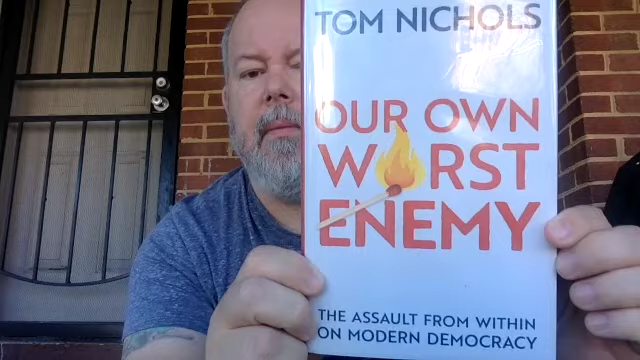 TOM NICHOLS
OUR OWN
WORST
ENEMY
THE ASSAULT FROM WITHIN
ON MODERN DEMOCRACY